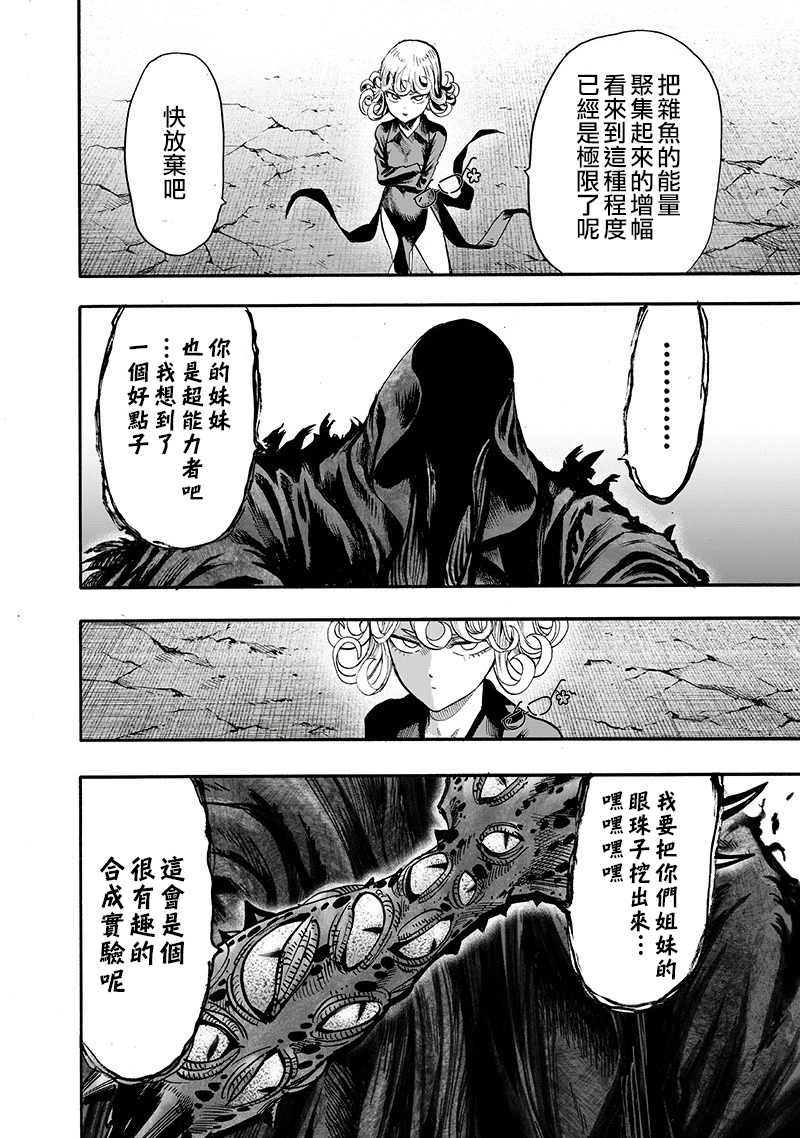 把雜魚的能量
聚集起來的增幅
看來到這種程度
已經是極限了呢
快放棄吧
………
你的妹妹
也是超能力者吧
…我想到了
一個好點子
我要把你們姐妹的
眼珠子挖出來…
嘿嘿嘿嘿
這會是個
很有趣的
合成實驗呢